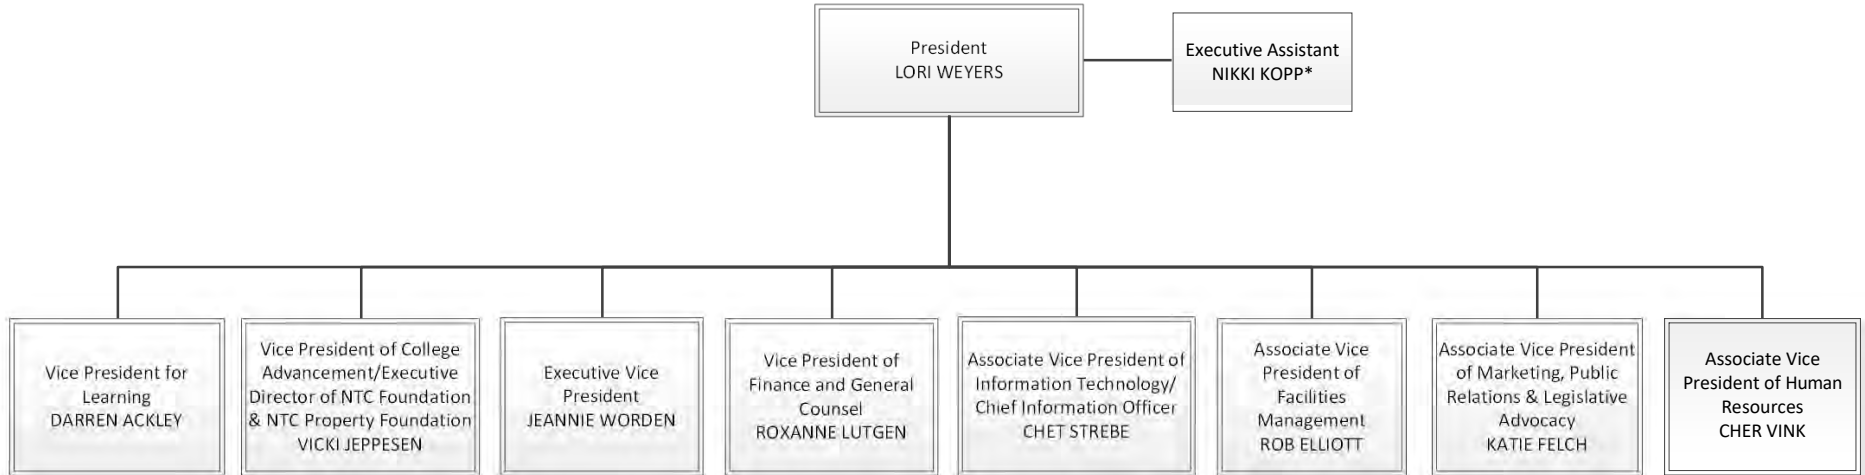 President
LORI WEYERS
Executive Assistant
NIKKI KOPP*
Vice President for
Learning
DARREN ACKLEY
Vice President of College
Advancement/Executive
Director of NTC Foundation
& NTC Property Foundation
VICKI JEPPESEN
Executive Vice
President
JEANNIE WORDEN
Vice President of
Finance and General
Counsel
ROXANNE LUTGEN
Associate Vice President of
Information Technology/
Chief Information Officer
CHET STREBE
Associate Vice
President of
Facilities
Management
ROB ELLIOTT
Associate Vice President
of Marketing, Public
Relations & Legislative
Advocacy
KATIE FELCH
Associate Vice
President of Human
Resources
CHER VINK